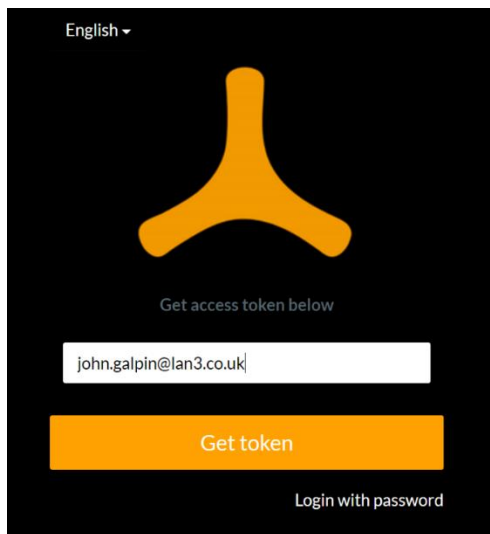 English
Get access token below
john.galpin@lan3.co.uk
Get token
Login with password